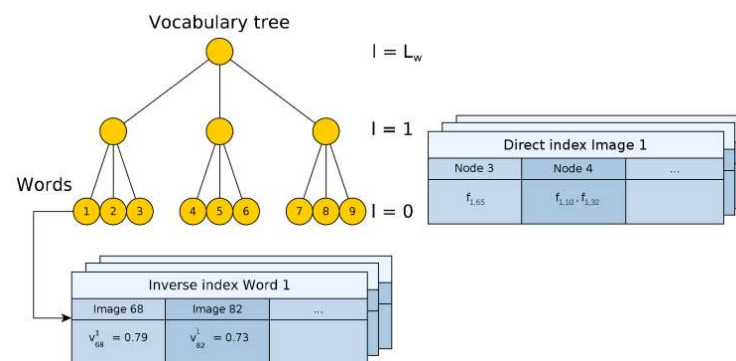 Vocabulary tree
l = L_w
l = 1
Words
1 2 3 4 5 6 7 8 9
l = 0
Direct index Image 1
Node 3 Node 4 ...
f_1,65 f_1,10, f_1,32
Inverse index Word 1
Image 68 Image 82 ...
v^1_68 = 0.79 v^1_82 = 0.73